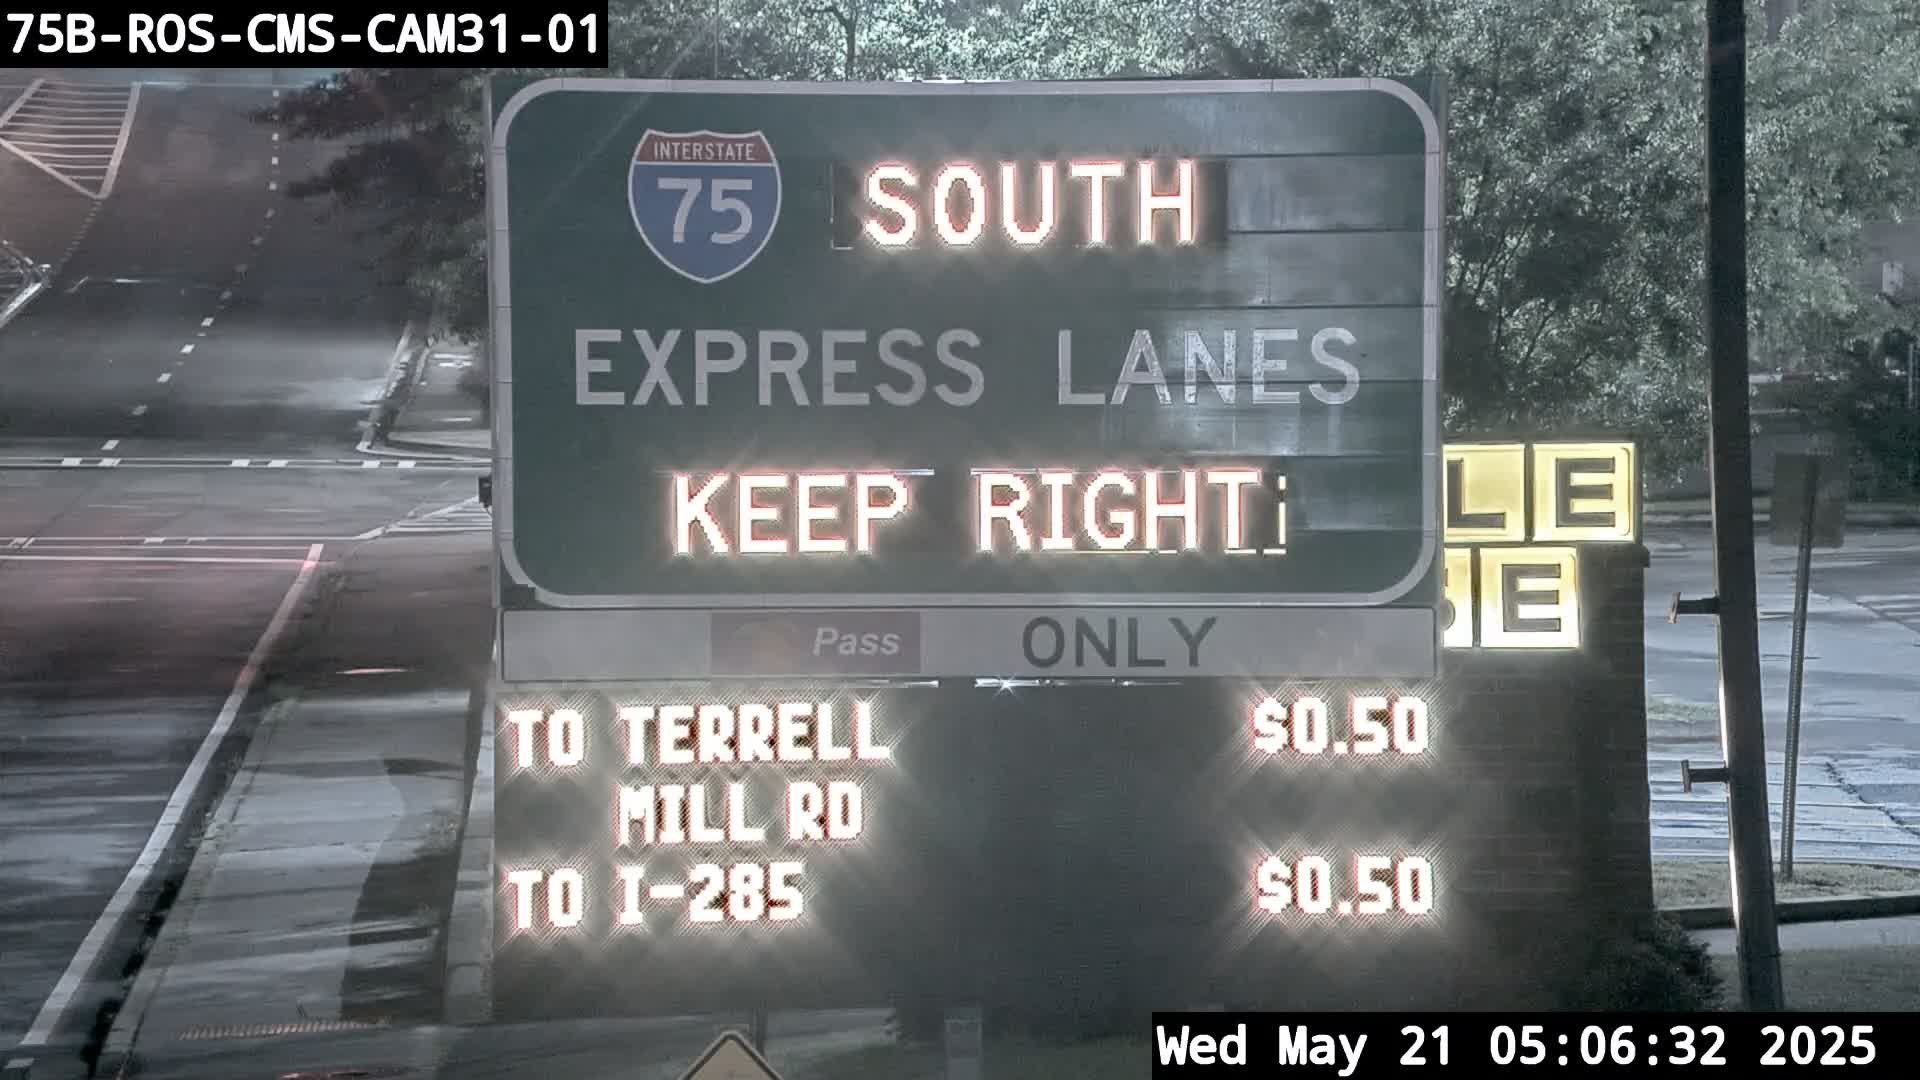 75B-ROS-CMS-CAM31-01
INTERSTATE
75
SOUTH
EXPRESS LANES
KEEP RIGHT
Pass ONLY
TO TERRELL $0.50
MILL RD
TO I-285 $0.50
LE
E
Wed May 21 05:06:32 2025